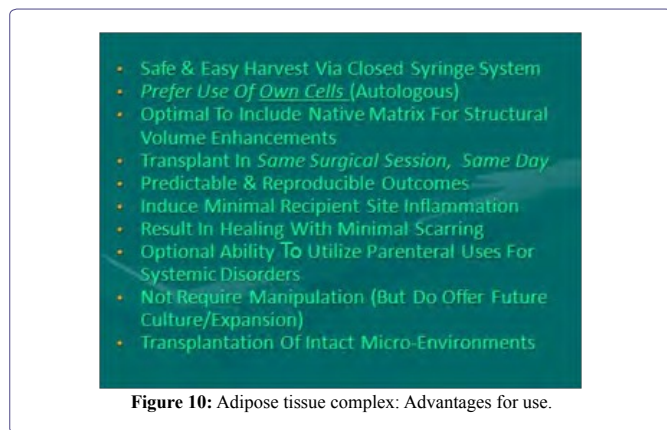 • Safe & Easy Harvest Via Closed Syringe System
• Prefer Use Of Own Cells (Autologous)
• Optimal To Include Native Matrix For Structural
Volume Enhancements
• Transplant In Same Surgical Session, Same Day
• Predictable & Reproducible Outcomes
• Induce Minimal Recipient Site Inflammation
• Result In Healing With Minimal Scarring
• Optional Ability To Utilize Parenteral Uses For
Systemic Disorders
• Not Require Manipulation (But Do Offer Future
Culture/Expansion)
• Transplantation Of Intact Micro-Environments
Figure 10: Adipose tissue complex: Advantages for use.